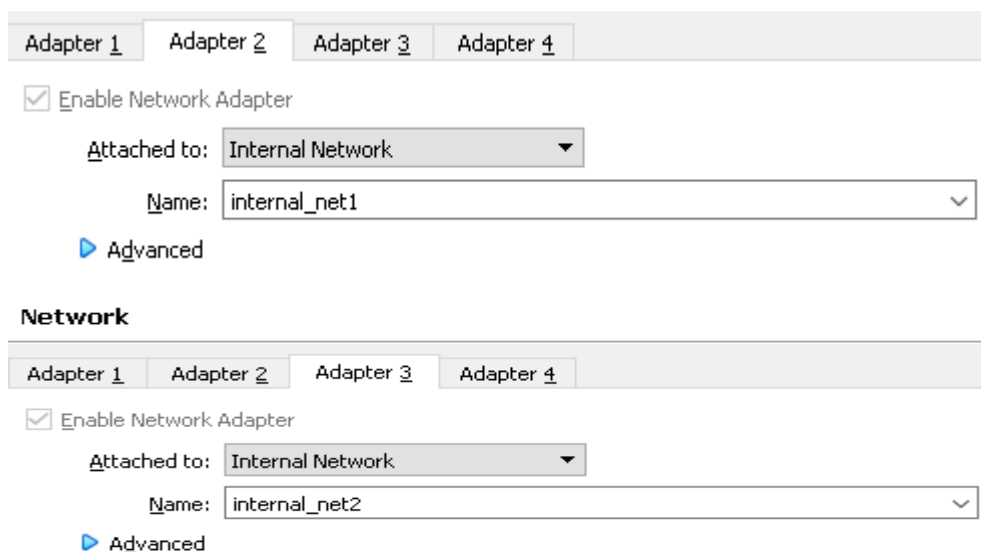 Adapter 1 Adapter 2 Adapter 3 Adapter 4
Enable Network Adapter
Attached to: Internal Network
Name: internal_net1
Advanced
Network
Adapter 1 Adapter 2 Adapter 3 Adapter 4
Enable Network Adapter
Attached to: Internal Network
Name: internal_net2
Advanced